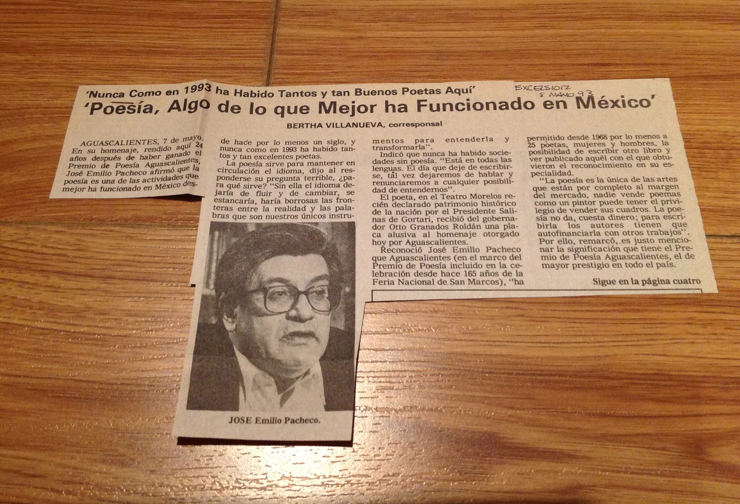 'Nunca Como en 1993 ha Habido Tantos y tan Buenos Poetas Aquí'
EXCELSIOR
8 MAYO 93
'Poesía, Algo de lo que Mejor ha Funcionado en México'
BERTHA VILLANUEVA, corresponsal
AGUASCALIENTES, 7 de mayo.
En su homenaje, rendido aquí 24
años después de haber ganado el
Premio de Poesía Aguascalientes,
José Emilio Pacheco afirmó que la
poesía es una de las actividades que
mejor ha funcionado en México des-
de hace por lo menos un siglo, y
nunca como en 1993 ha habido tan-
tos y tan excelentes poetas.
La poesía sirve para mantener en
circulación el idioma, dijo al res-
ponderse su pregunta terrible, ¿pa-
ra qué sirve? "Sin ella el idioma de-
jaría de fluir y de cambiar, se
estancaría, haría borrosas las fron-
teras entre la realidad y las pala-
bras que son nuestros únicos instru-
JOSE Emilio Pacheco.
mentos para entenderla y
transformarla".
Indicó que nunca ha habido socie-
dades sin poesía. "Está en todas las
lenguas. El día que deje de escribir-
se, tal vez dejaremos de hablar y
renunciaremos a cualquier posibili-
dad de entendernos".
El poeta, en el Teatro Morelos re-
cién declarado patrimonio histórico
de la nación por el Presidente Sali-
nas de Gortari, recibió del goberna-
dor Otto Granados Roldán una pla-
ca alusiva al homenaje otorgado
hoy por Aguascalientes.
Reconoció José Emilio Pacheco
que Aguascalientes (en el marco del
Premio de Poesía incluido en la ce-
lebración desde hace 165 años de la
Feria Nacional de San Marcos), "ha
permitido desde 1968 por lo menos a
25 poetas, mujeres y hombres, la
posibilidad de escribir otro libro y
ver publicado aquél con el que obtu-
vieron el reconocimiento en su es-
pecialidad.
"La poesía es la única de las artes
que están por completo al margen
del mercado, nadie vende poemas
como un pintor puede tener el privi-
legio de vender sus cuadros. La poe-
sía no da, cuesta dinero; para escri-
birla los autores tienen que
autofinanciarla con otros trabajos".
Por ello, remarcó, es justo mencio-
nar la significación que tiene el Pre-
mio de Poesía Aguascalientes, el de
mayor prestigio en todo el país.
Sigue en la página cuatro